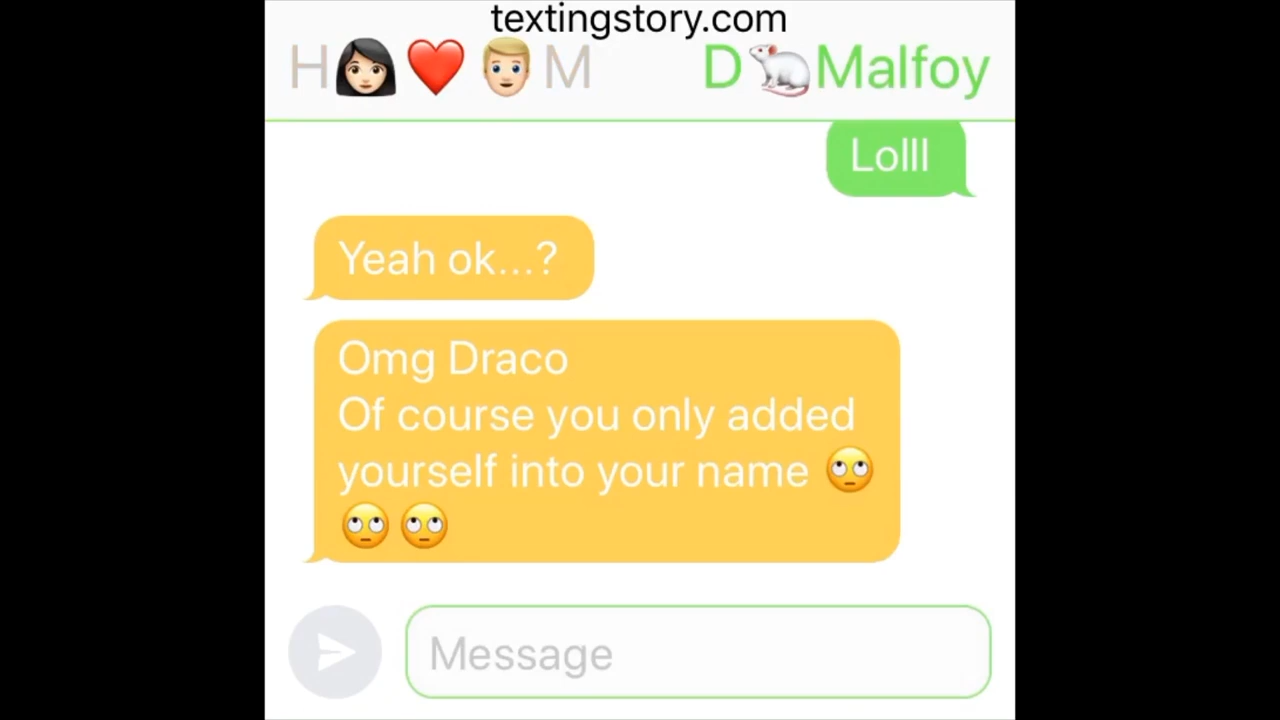 textingstory.com
H👩🏻❤️👨🏼M D🐁Malfoy
Lolll
Yeah ok...?
Omg Draco
Of course you only added
yourself into your name 🙄
🙄🙄
Message